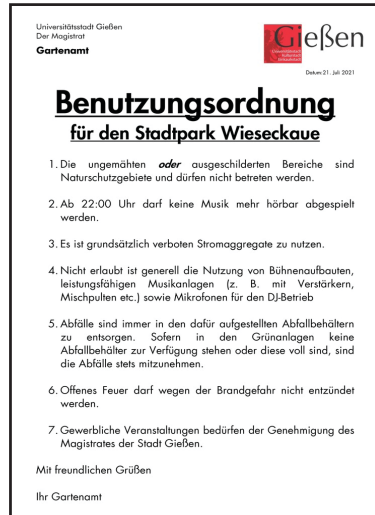 Universitätsstadt Gießen
Der Magistrat
Gartenamt
Gießen
Datum: 21. Juli 2021
Benutzungsordnung
für den Stadtpark Wieseckaue
1. Die ungemähten oder ausgeschilderten Bereiche sind
Naturschutzgebiete und dürfen nicht betreten werden.
2. Ab 22:00 Uhr darf keine Musik mehr hörbar abgespielt
werden.
3. Es ist grundsätzlich verboten Stromaggregate zu nutzen.
4. Nicht erlaubt ist generell die Nutzung von Bühnenaufbauten,
leistungsfähigen Musikanlagen (z. B. mit Verstärkern,
Mischpulten etc.) sowie Mikrofonen für den DJ-Betrieb
5. Abfälle sind immer in den dafür aufgestellten Abfallbehältern
zu entsorgen. Sofern in den Grünanlagen keine
Abfallbehälter zur Verfügung stehen oder diese voll sind, sind
die Abfälle stets mitzunehmen.
6. Offenes Feuer darf wegen der Brandgefahr nicht entzündet
werden.
7. Gewerbliche Veranstaltungen bedürfen der Genehmigung des
Magistrates der Stadt Gießen.
Mit freundlichen Grüßen
Ihr Gartenamt